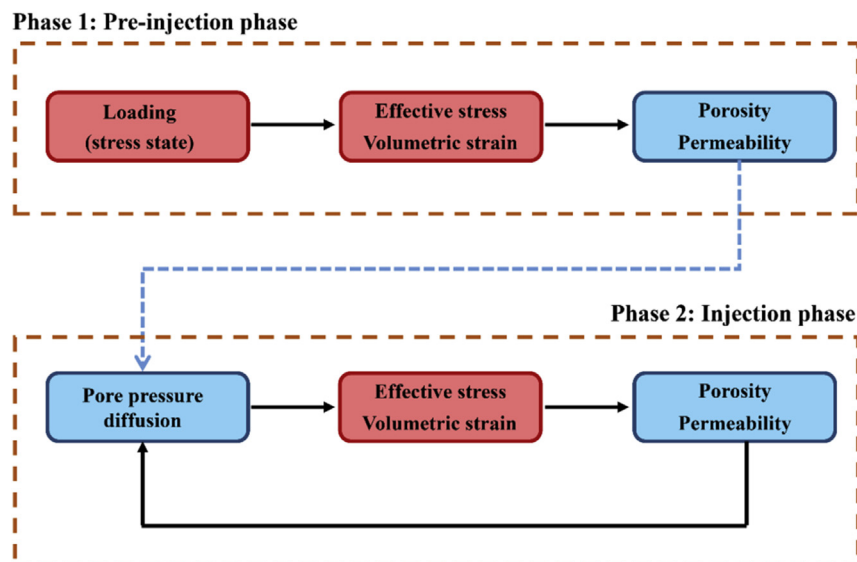 Phase 1: Pre-injection phase
Loading
(stress state)
Effective stress
Volumetric strain
Porosity
Permeability
Phase 2: Injection phase
Pore pressure
diffusion
Effective stress
Volumetric strain
Porosity
Permeability